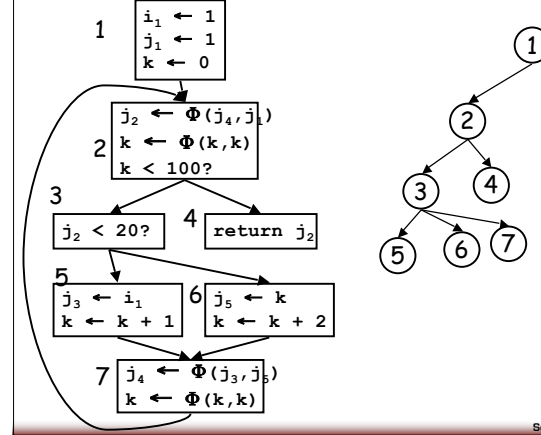 1
i₁ ← 1
j₁ ← 1
k ← 0
2
j₂ ← Φ(j₄,j₁)
k ← Φ(k,k)
k < 100?
3
j₂ < 20?
4
return j₂
5
j₃ ← i₁
k ← k + 1
6
j₅ ← k
k ← k + 2
7
j₄ ← Φ(j₃,j₅)
k ← Φ(k,k)
1
2
3
4
5
6
7